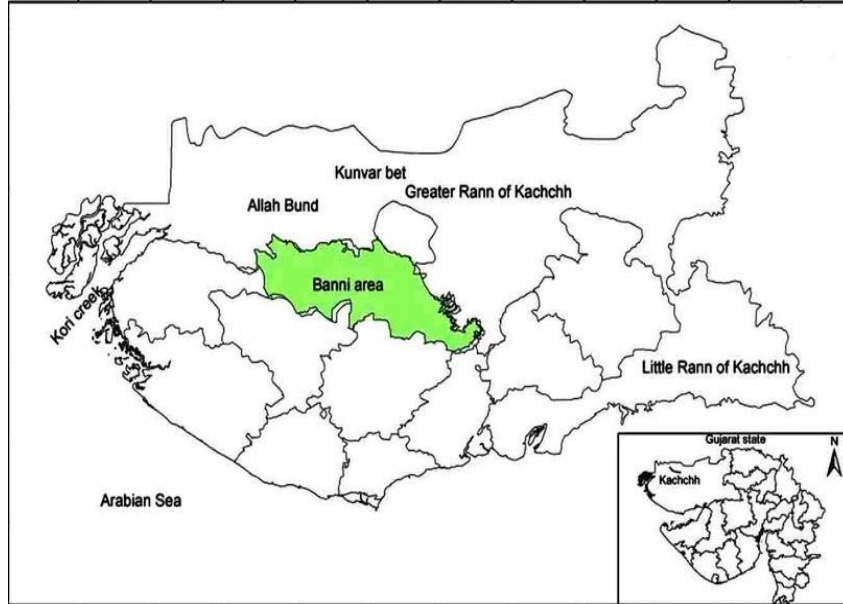 Kunvar bet
Greater Rann of Kachchh
Allah Bund
Banni area
Kori creek
Little Rann of Kachchh
Arabian Sea
Gujarat state
N
Kachchh